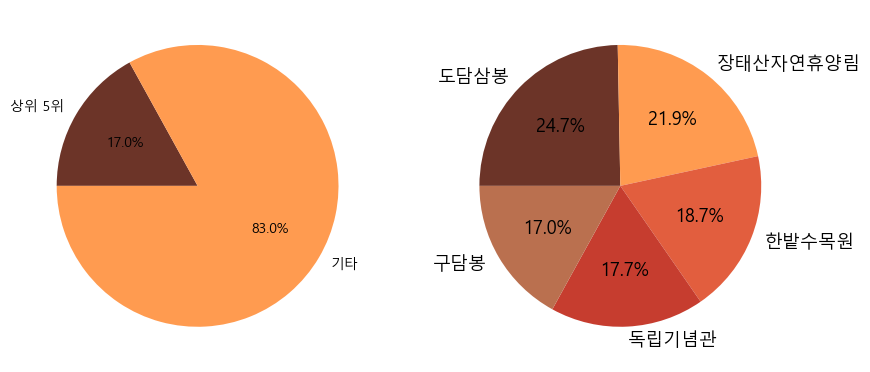 상위 5위
17.0%
83.0%
기타
도담삼봉
24.7%
장태산자연휴양림
21.9%
한밭수목원
18.7%
독립기념관
17.7%
구담봉
17.0%